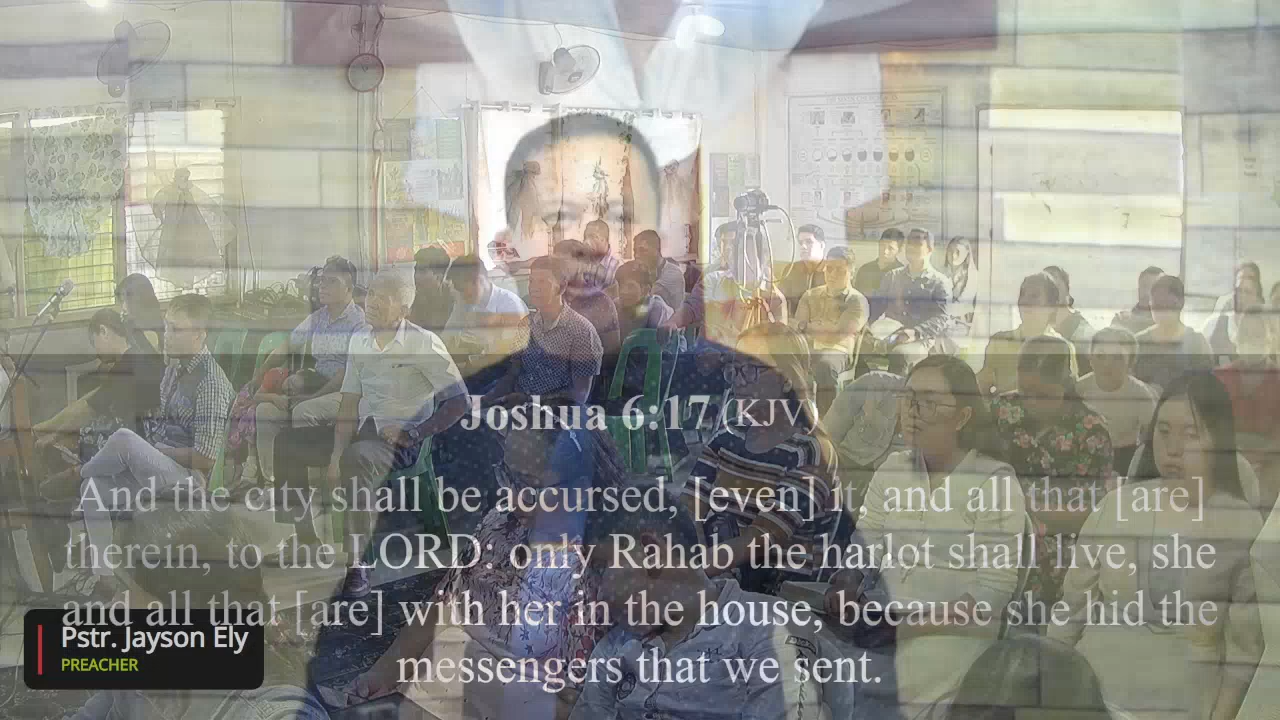 Joshua 6:17 (KJV)
And the city shall be accursed, [even] it, and all that [are]
therein, to the LORD: only Rahab the harlot shall live, she
and all that [are] with her in the house, because she hid the
messengers that we sent.
Pstr. Jayson Ely
PREACHER